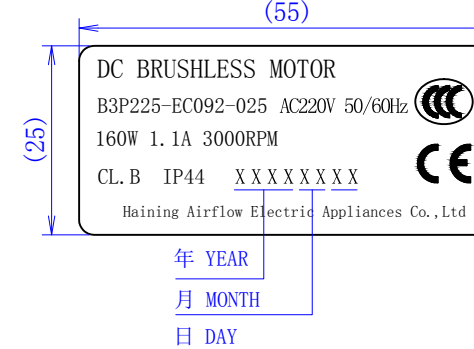 (55)
(25)
DC BRUSHLESS MOTOR
B3P225-EC092-025 AC220V 50/60Hz
160W 1.1A 3000RPM
CL.B IP44 XXXXXXXX
Haining Airflow Electric Appliances Co.,Ltd
年 YEAR
月 MONTH
日 DAY